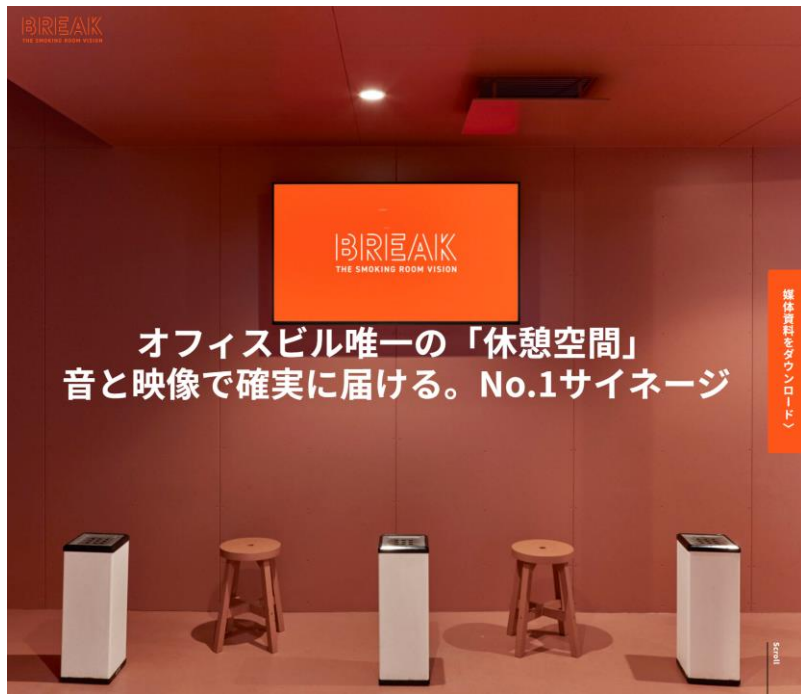 BREAK
THE SMOKING ROOM VISION
BREAK
THE SMOKING ROOM VISION
オフィスビル唯一の「休憩空間」
音と映像で確実に届ける。No.1サイネージ
媒体資料をダウンロード〉
Scroll